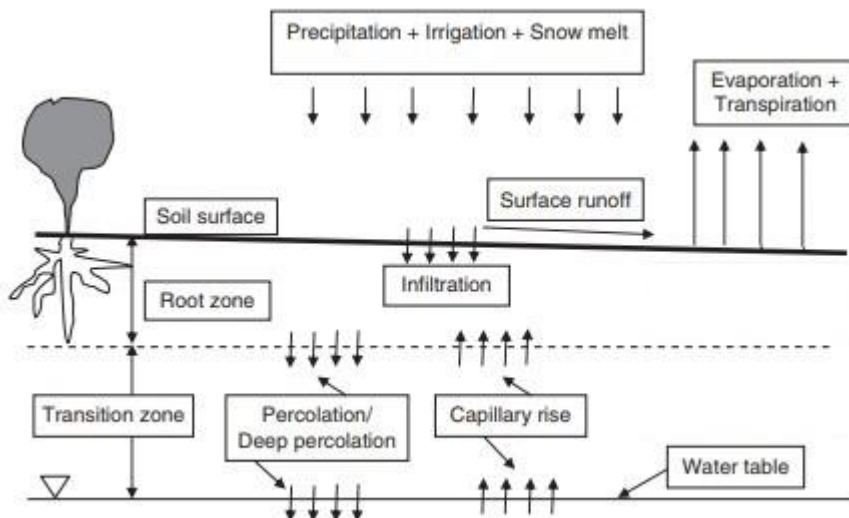 Precipitation + Irrigation + Snow melt
Evaporation +
Transpiration
Soil surface
Surface runoff
Infiltration
Root zone
Transition zone
Percolation/
Deep percolation
Capillary rise
Water table